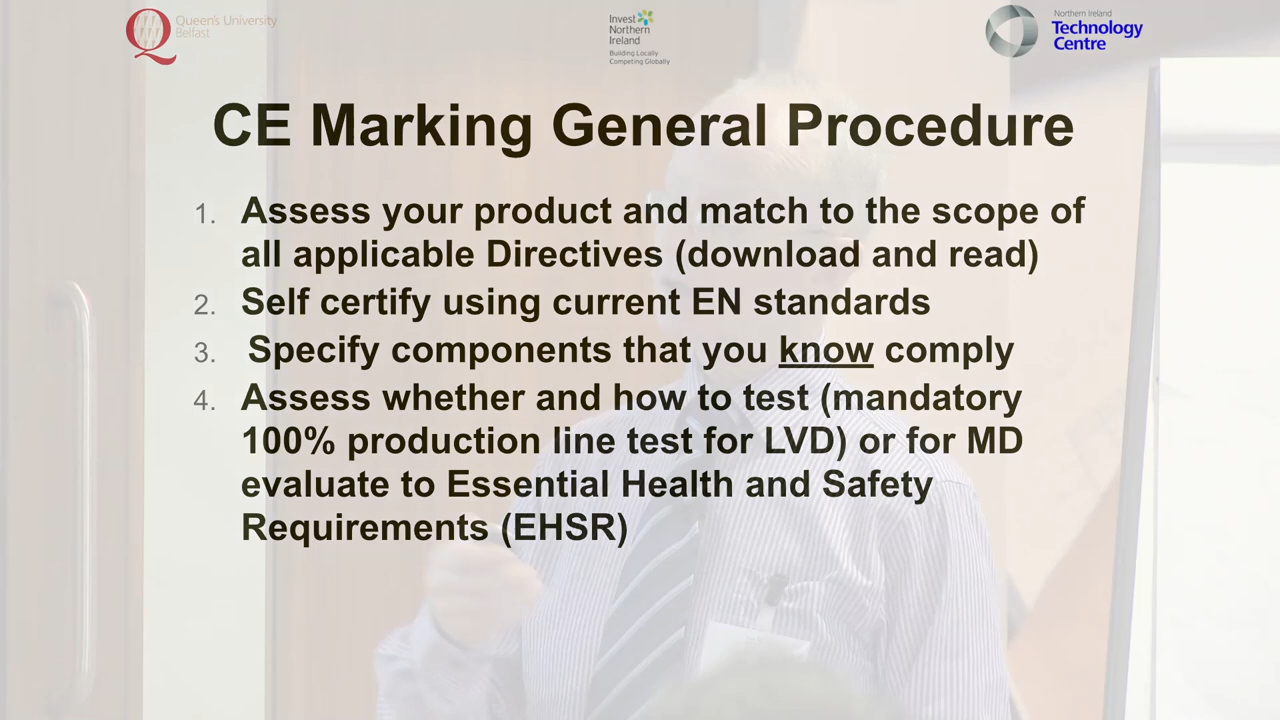 Queen's University
Belfast
Invest
Northern
Ireland
Building Locally
Competing Globally
Northern Ireland
Technology
Centre
CE Marking General Procedure
1. Assess your product and match to the scope of
all applicable Directives (download and read)
2. Self certify using current EN standards
3. Specify components that you know comply
4. Assess whether and how to test (mandatory
100% production line test for LVD) or for MD
evaluate to Essential Health and Safety
Requirements (EHSR)